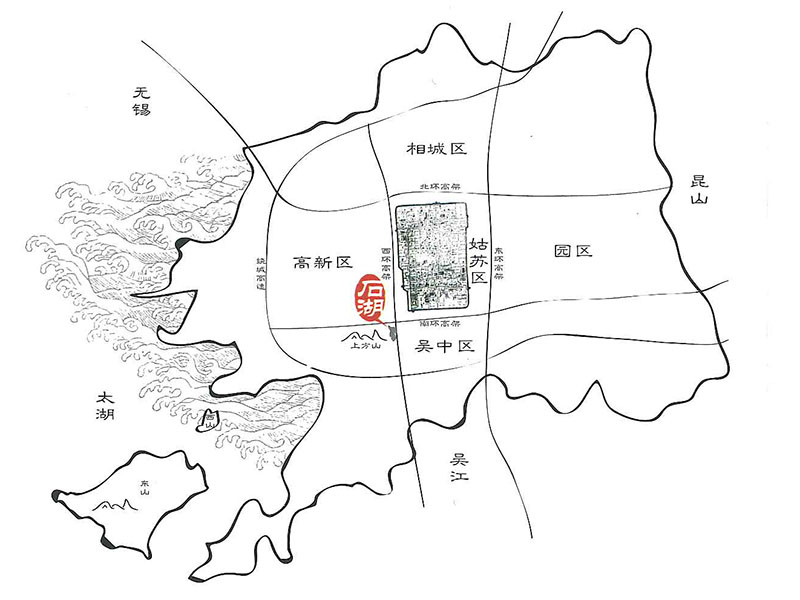 无锡
相城区
北环高架
昆山
姑苏区
园区
高新区
西环高架
东环高架
绕城高速
石湖
南环高架
上方山
吴中区
太湖
西山
吴江
东山